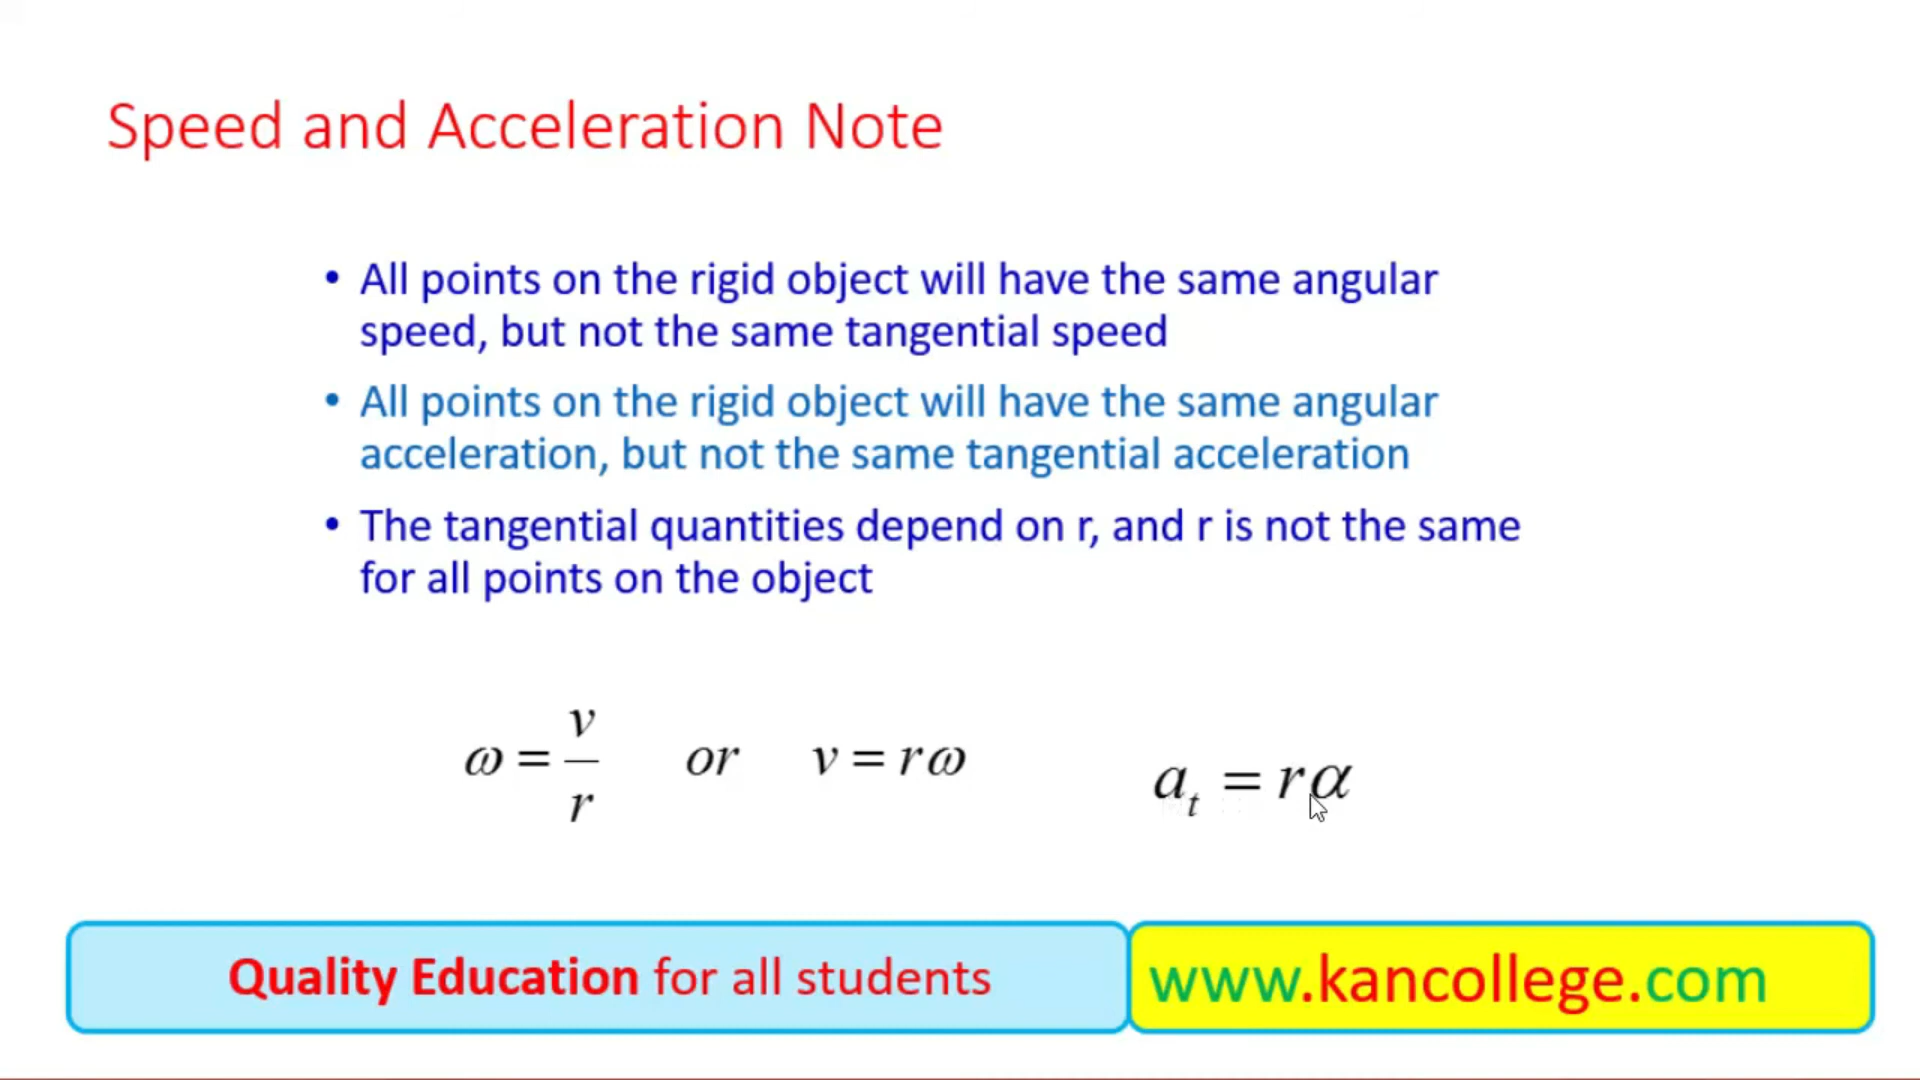 Speed and Acceleration Note
• All points on the rigid object will have the same angular
speed, but not the same tangential speed
• All points on the rigid object will have the same angular
acceleration, but not the same tangential acceleration
• The tangential quantities depend on r, and r is not the same
for all points on the object
ω = v/r or v = rω
a_t = rα
Quality Education for all students
www.kancollege.com